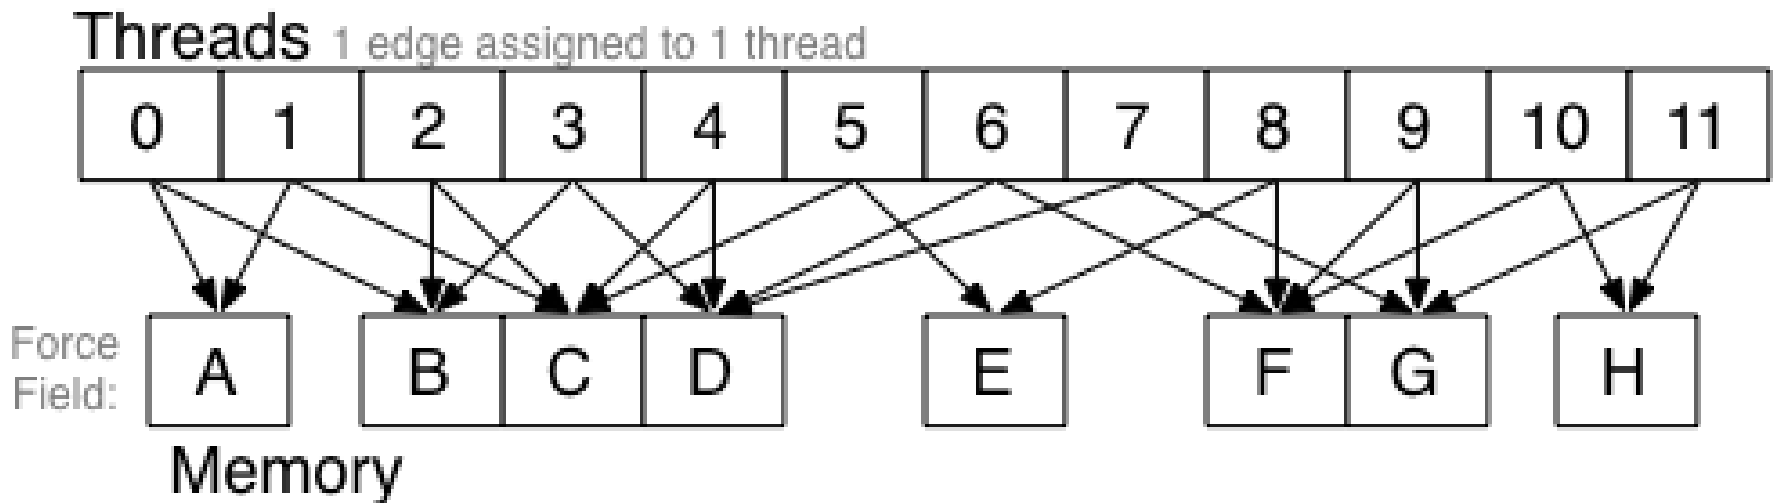 Threads 1 edge assigned to 1 thread
0 1 2 3 4 5 6 7 8 9 10 11
Force
Field:
A B C D E F G H
Memory